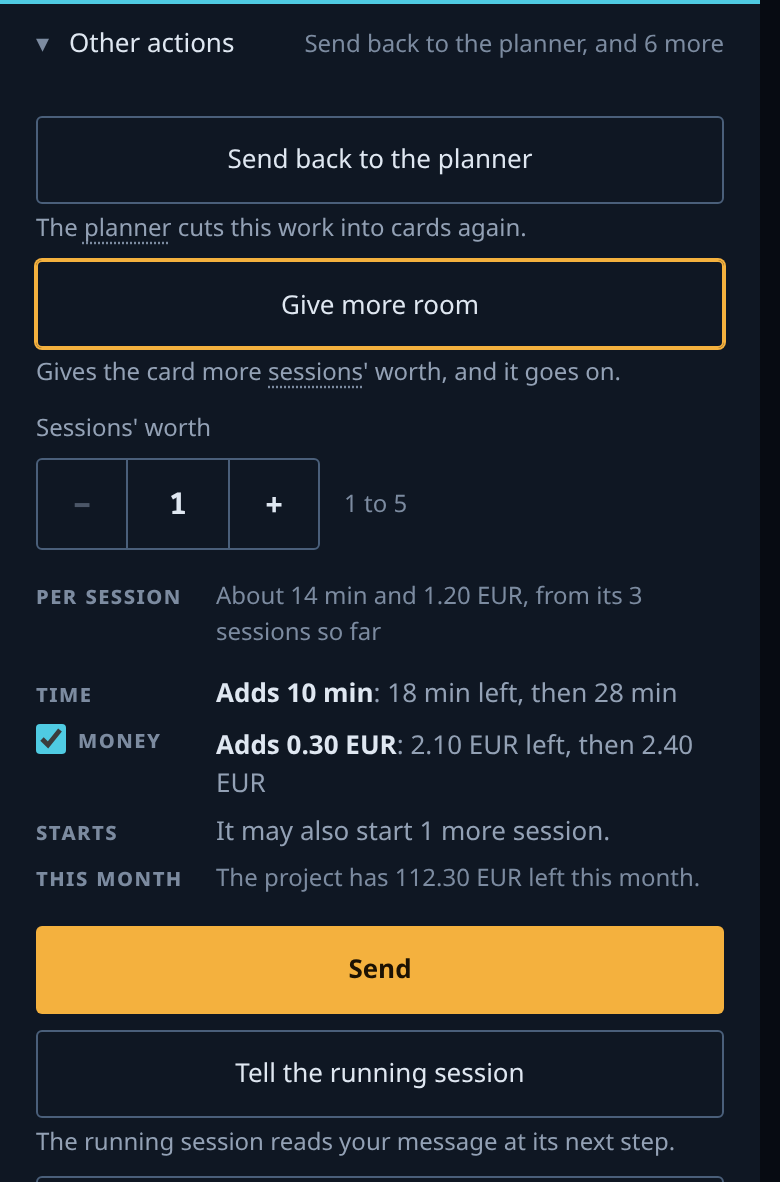 ▼ Other actions Send back to the planner, and 6 more
Send back to the planner
The planner cuts this work into cards again.
Give more room
Gives the card more sessions' worth, and it goes on.
Sessions' worth
− 1 + 1 to 5
PER SESSION About 14 min and 1.20 EUR, from its 3
sessions so far
TIME Adds 10 min: 18 min left, then 28 min
MONEY Adds 0.30 EUR: 2.10 EUR left, then 2.40
EUR
STARTS It may also start 1 more session.
THIS MONTH The project has 112.30 EUR left this month.
Send
Tell the running session
The running session reads your message at its next step.